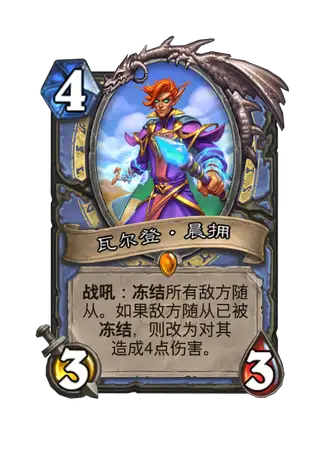 4
瓦尔登·晨拥
战吼：冻结所有敌方随
从。如果敌方随从已被
冻结，则改为对其
造成4点伤害。
3
3